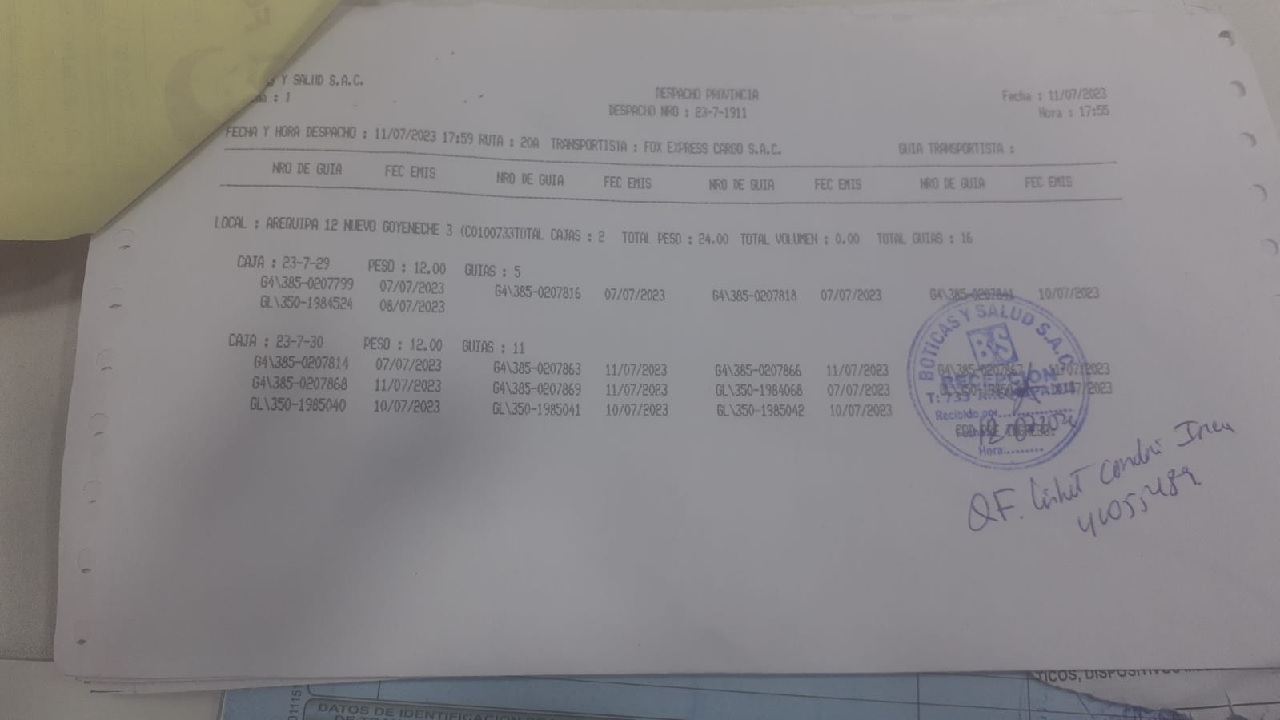 Y SALUD S.A.C.
DESPACHO PROVINCIA
Fecha : 11/07/2023
: 1
DESPACHO NRO : 23-7-1911
Hora : 17:55
FECHA Y HORA DESPACHO : 11/07/2023 17:59 RUTA : 20A TRANSPORTISTA : FOX EXPRESS CARGO S.A.C. GUIA TRANSPORTISTA :
NRO DE GUIA FEC EMIS NRO DE GUIA FEC EMIS NRO DE GUIA FEC EMIS NRO DE GUIA FEC EMIS
LOCAL : AREQUIPA 12 NUEVO GOYENECHE 3 (C0100733TOTAL CAJAS : 2 TOTAL PESO : 24.00 TOTAL VOLUMEN : 0.00 TOTAL GUIAS : 16
CAJA : 23-7-29 PESO : 12.00 GUIAS : 5
G4\385-0207799 07/07/2023 G4\385-0207816 07/07/2023 G4\385-0207818 07/07/2023 10/07/2023
GL\350-1984524 08/07/2023
CAJA : 23-7-30 PESO : 12.00 GUIAS : 11
G4\385-0207814 07/07/2023 G4\385-0207863 11/07/2023 G4\385-0207866 11/07/2023
G4\385-0207868 11/07/2023 G4\385-0207869 11/07/2023 GL\350-1984068 07/07/2023
GL\350-1985040 10/07/2023 GL\350-1985041 10/07/2023 GL\350-1985042 10/07/2023
BOTICAS Y SALUD S.A.C.
BS
RECEPCION
T: 733
Recibido por
Hora:
QF.
DATOS DE IDENTIFICACION
TICOS,